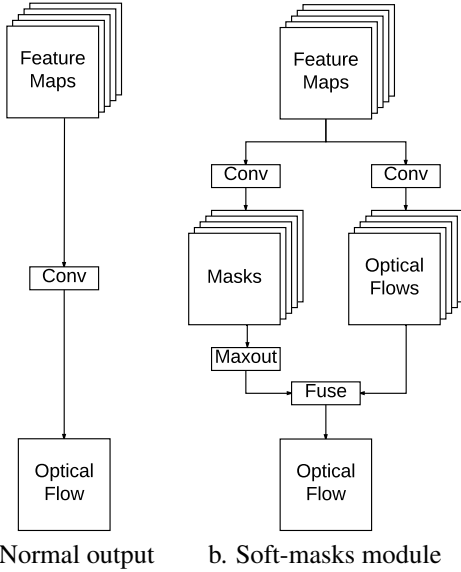 Feature
Maps
Conv
Optical
Flow
Normal output
Feature
Maps
Conv
Conv
Masks
Optical
Flows
Maxout
Fuse
Optical
Flow
b. Soft-masks module